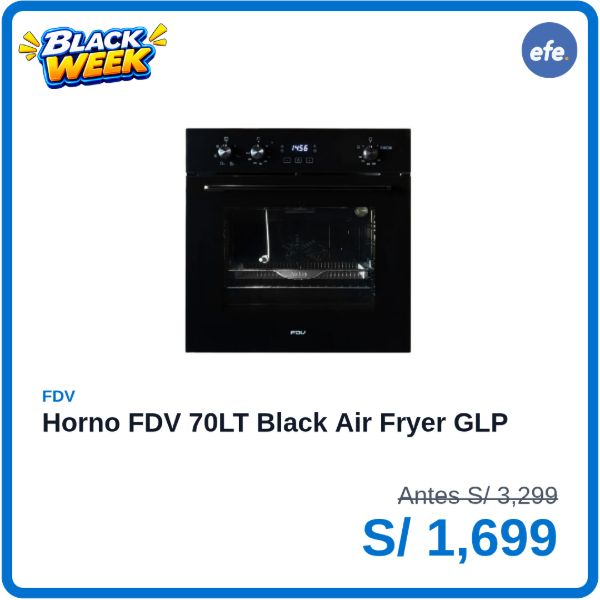 BLACK
WEEK
efe.
1456
FDV
FDV
Horno FDV 70LT Black Air Fryer GLP
Antes S/ 3,299
S/ 1,699